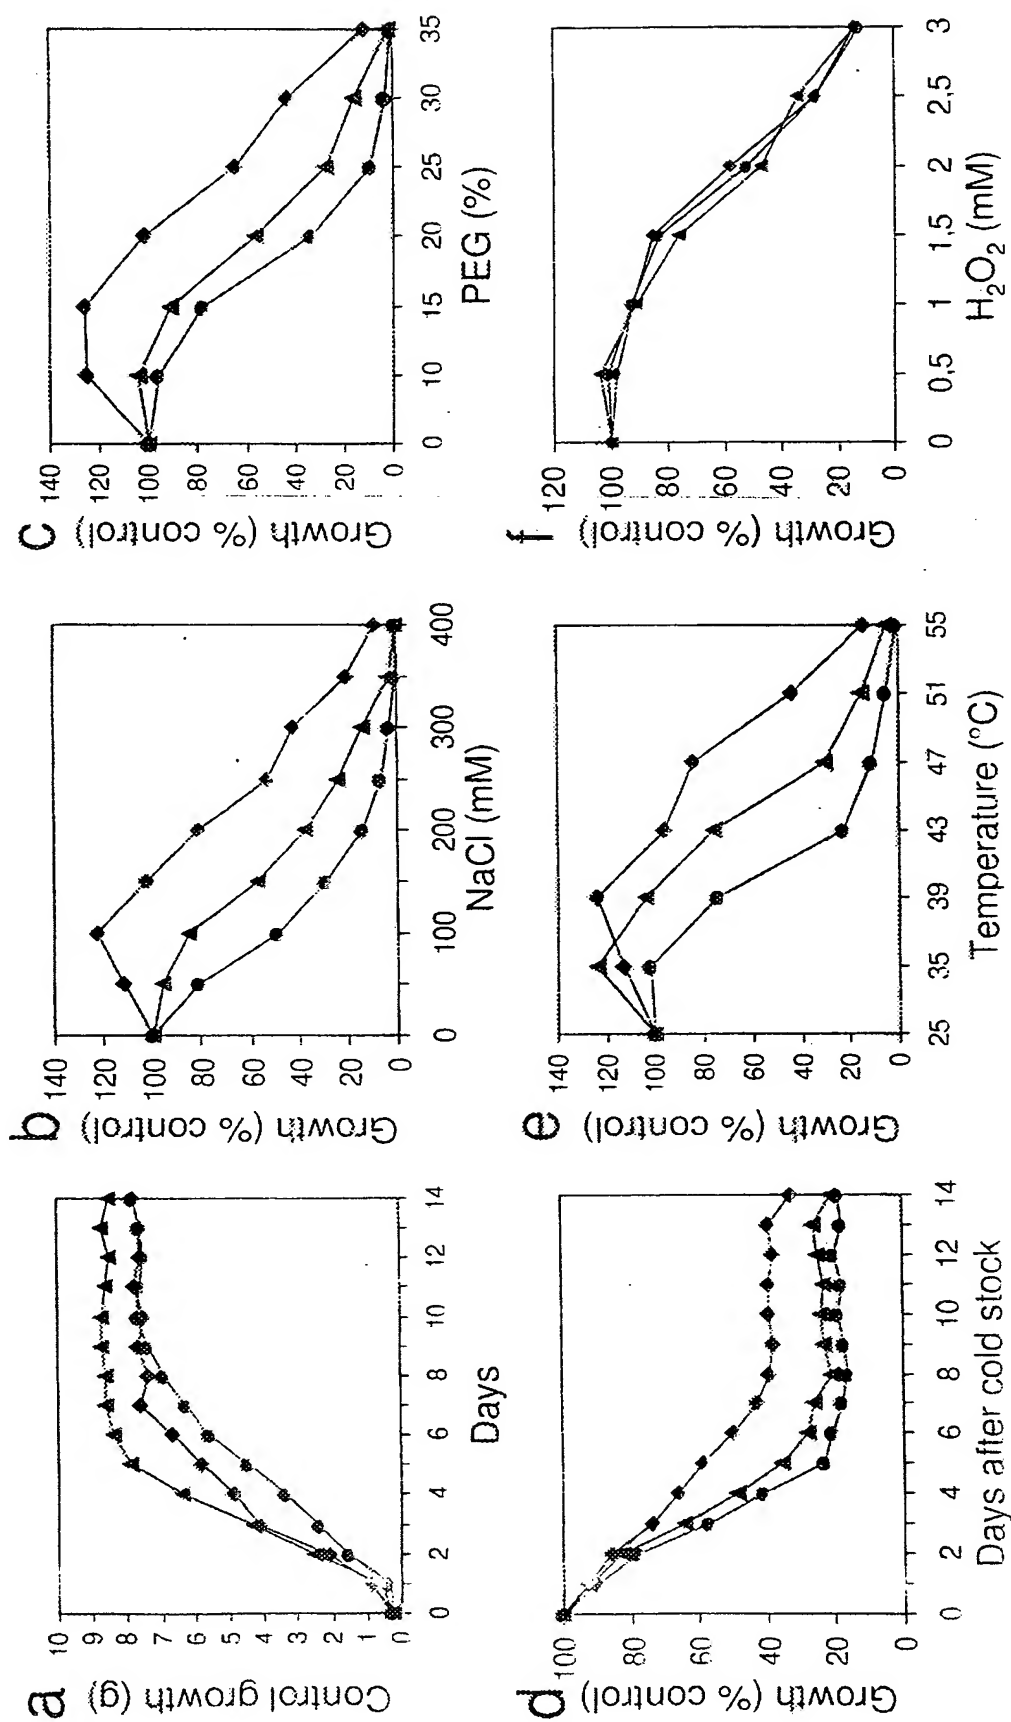 a
Control growth (g)
10
9
8
7
6
5
4
3
2
1
0
0 2 4 6 8 10 12 14
Days
b
Growth (% control)
140
120
100
80
60
40
20
0
0 100 200 300 400
NaCl (mM)
c
Growth (% control)
140
120
100
80
60
40
20
0
0 10 15 20 25 30 35
PEG (%)
d
Growth (% control)
100
80
60
40
20
0
0 2 4 6 8 10 12 14
Days after cold stock
e
Growth (% control)
140
120
100
80
60
40
20
0
25 35 39 43 47 51 55
Temperature (°C)
f
Growth (% control)
120
100
80
60
40
20
0
0 0,5 1 1,5 2 2,5 3
H₂O₂ (mM)